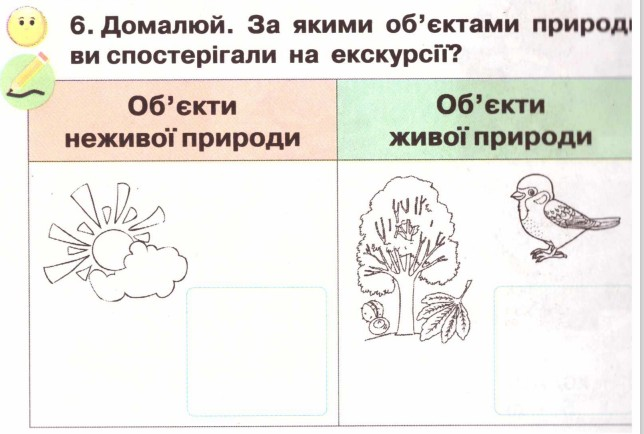 6. Домалюй. За якими об’єктами природи
ви спостерігали на екскурсії?
Об’єкти
неживої природи
Об’єкти
живої природи